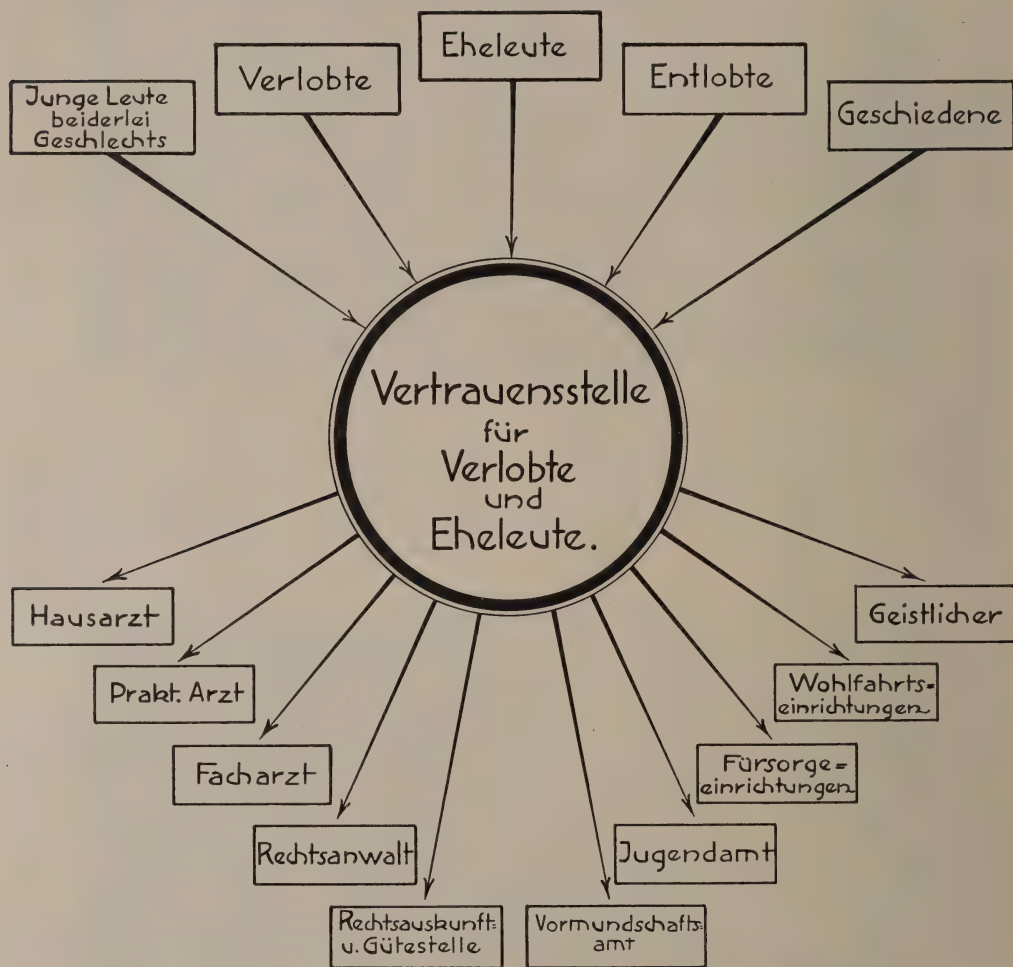 Junge Leute
beiderlei
Geschlechts
Verlobte
Eheleute
Entlobte
Geschiedene
Vertrauensstelle
für
Verlobte
und
Eheleute.
Hausarzt
Prakt. Arzt
Facharzt
Rechtsanwalt
Rechtsauskunft=
u. Gütestelle
Vormundschafts=
amt
Jugendamt
Fürsorge=
einrichtungen
Wohlfahrts=
einrichtungen
Geistlicher